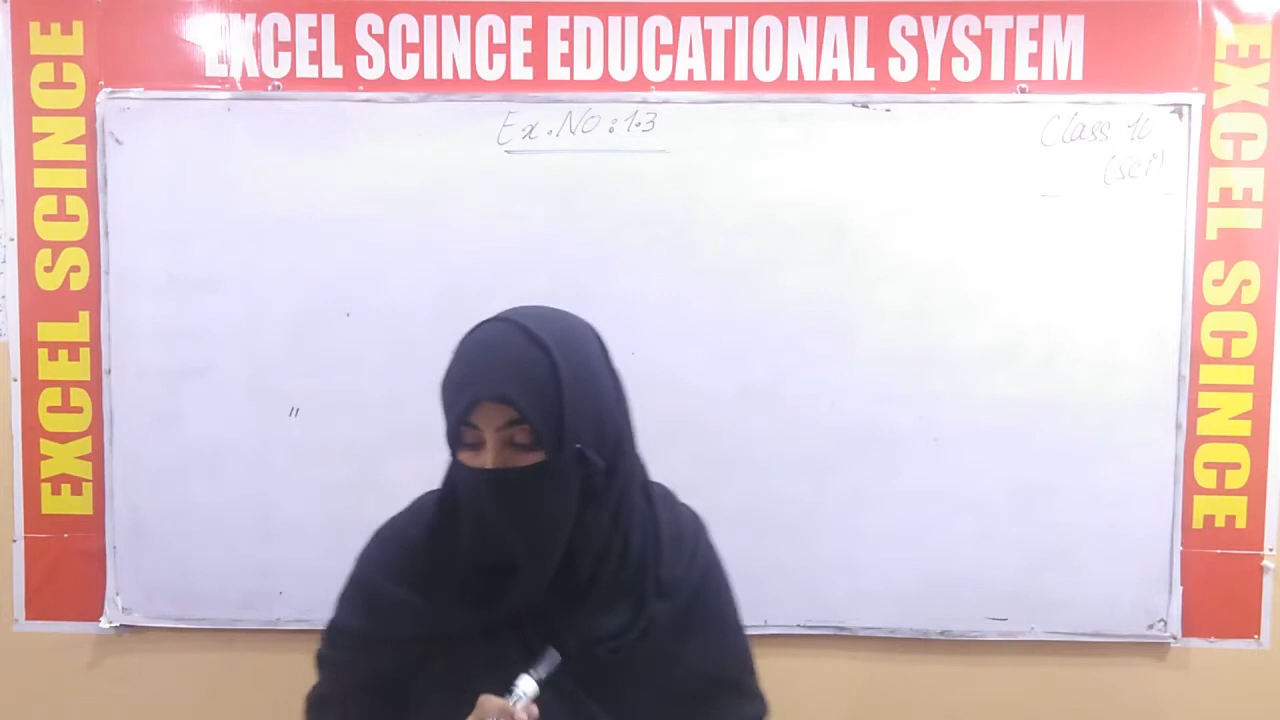 EXCEL SCINCE EDUCATIONAL SYSTEM
EXCEL SCINCE
Ex.No:1.3
Class 10
(Sci)
EXCEL SCINCE